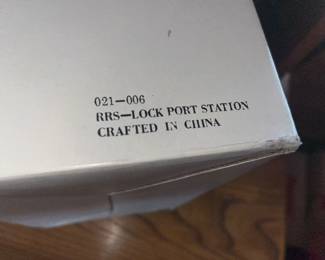 021—006
RRS—LOCK PORT STATION
CRAFTED IN CHINA